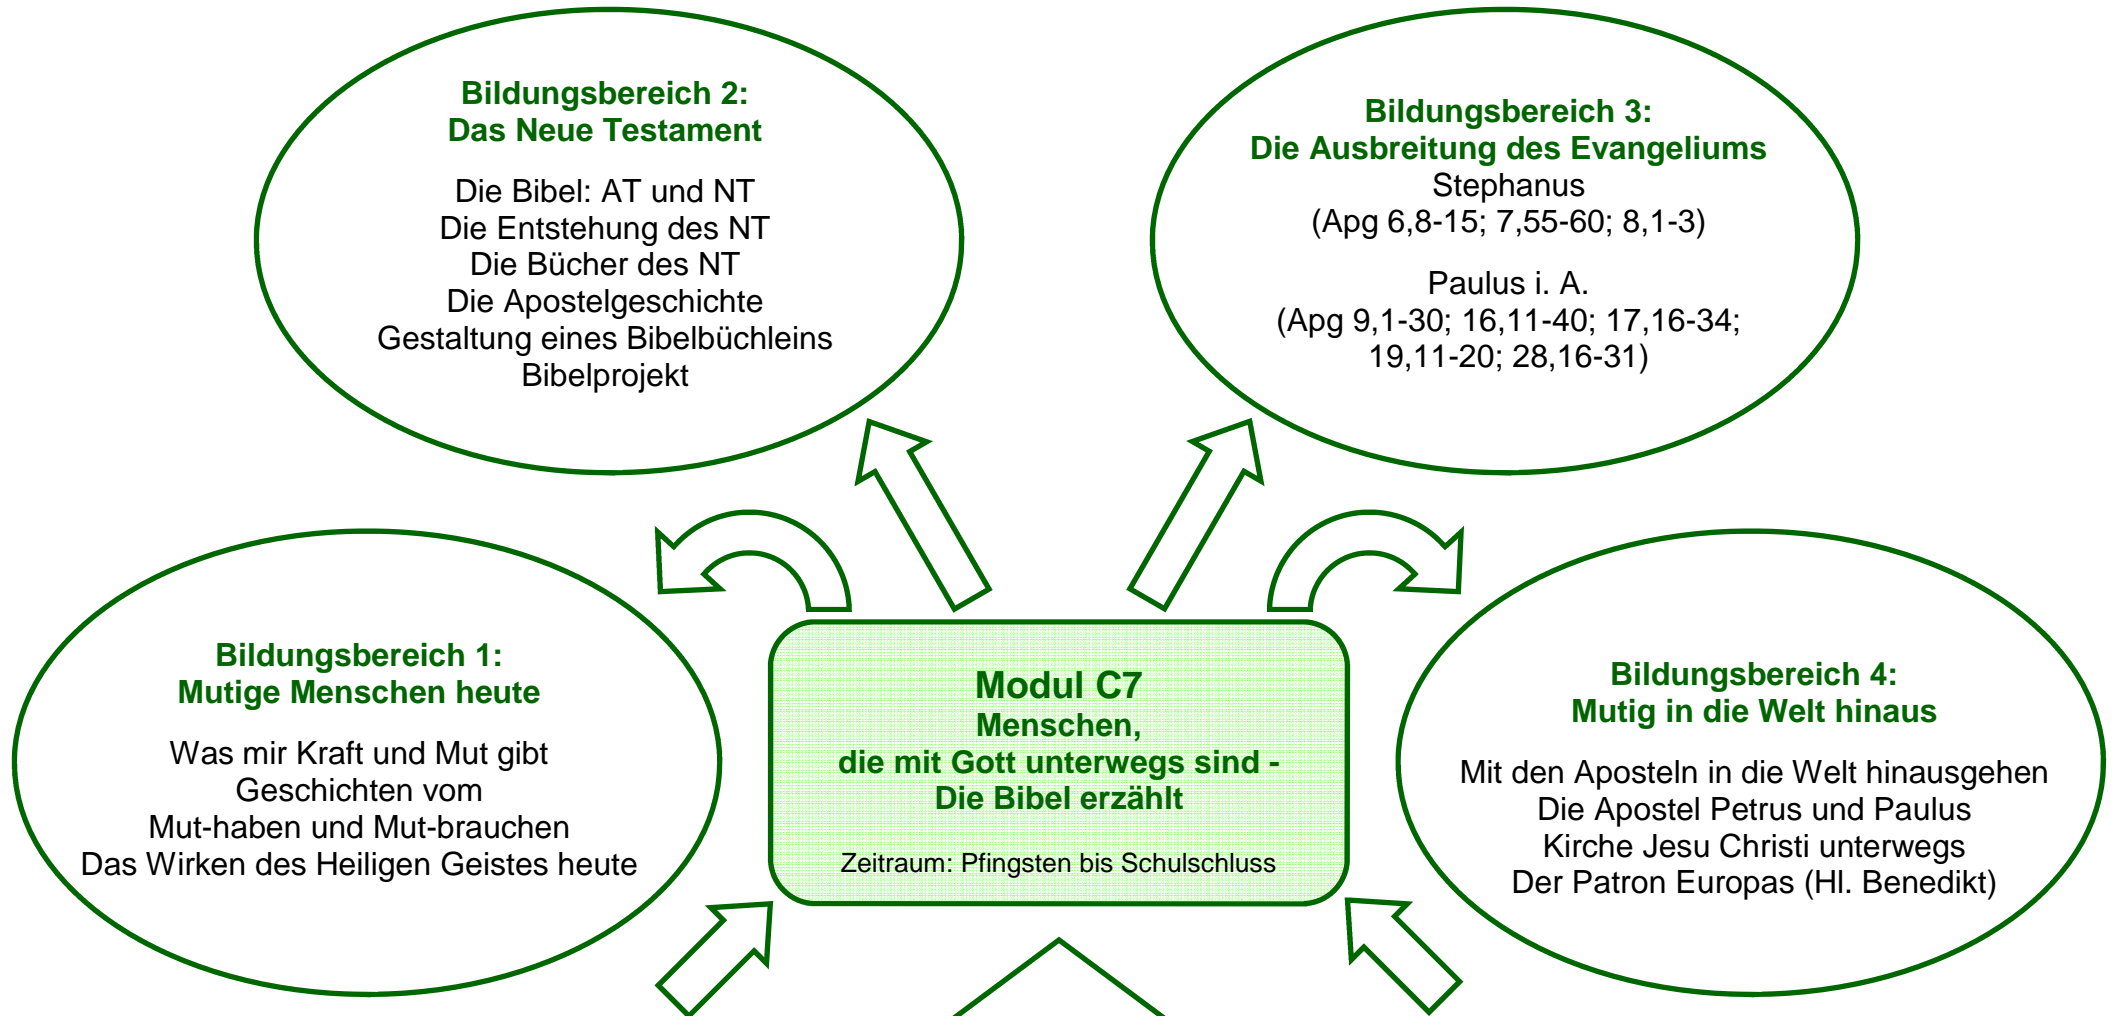 Bildungsbereich 2:
Das Neue Testament
Die Bibel: AT und NT
Die Entstehung des NT
Die Bücher des NT
Die Apostelgeschichte
Gestaltung eines Bibelbüchleins
Bibelprojekt
Bildungsbereich 3:
Die Ausbreitung des Evangeliums
Stephanus
(Apg 6,8-15; 7,55-60; 8,1-3)
Paulus i. A.
(Apg 9,1-30; 16,11-40; 17,16-34;
19,11-20; 28,16-31)
Bildungsbereich 1:
Mutige Menschen heute
Was mir Kraft und Mut gibt
Geschichten vom
Mut-haben und Mut-brauchen
Das Wirken des Heiligen Geistes heute
Modul C7
Menschen,
die mit Gott unterwegs sind -
Die Bibel erzählt
Zeitraum: Pfingsten bis Schulschluss
Bildungsbereich 4:
Mutig in die Welt hinaus
Mit den Aposteln in die Welt hinausgehen
Die Apostel Petrus und Paulus
Kirche Jesu Christi unterwegs
Der Patron Europas (Hl. Benedikt)